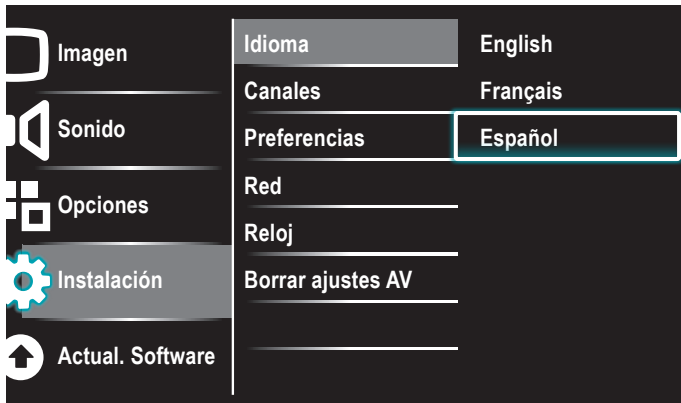 Imagen
Sonido
Opciones
Instalación
Actual. Software
Idioma
Canales
Preferencias
Red
Reloj
Borrar ajustes AV
English
Français
Español